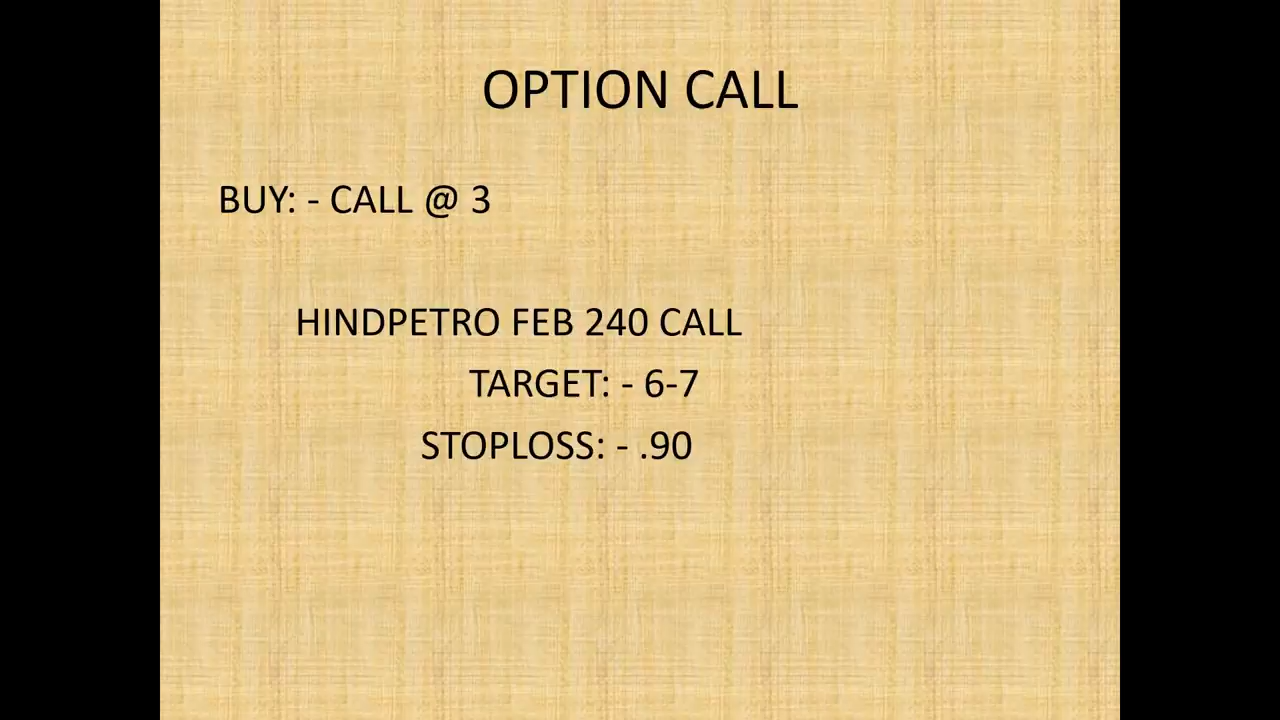 OPTION CALL
BUY: - CALL @ 3
HINDPETRO FEB 240 CALL
TARGET: - 6-7
STOPLOSS: - .90